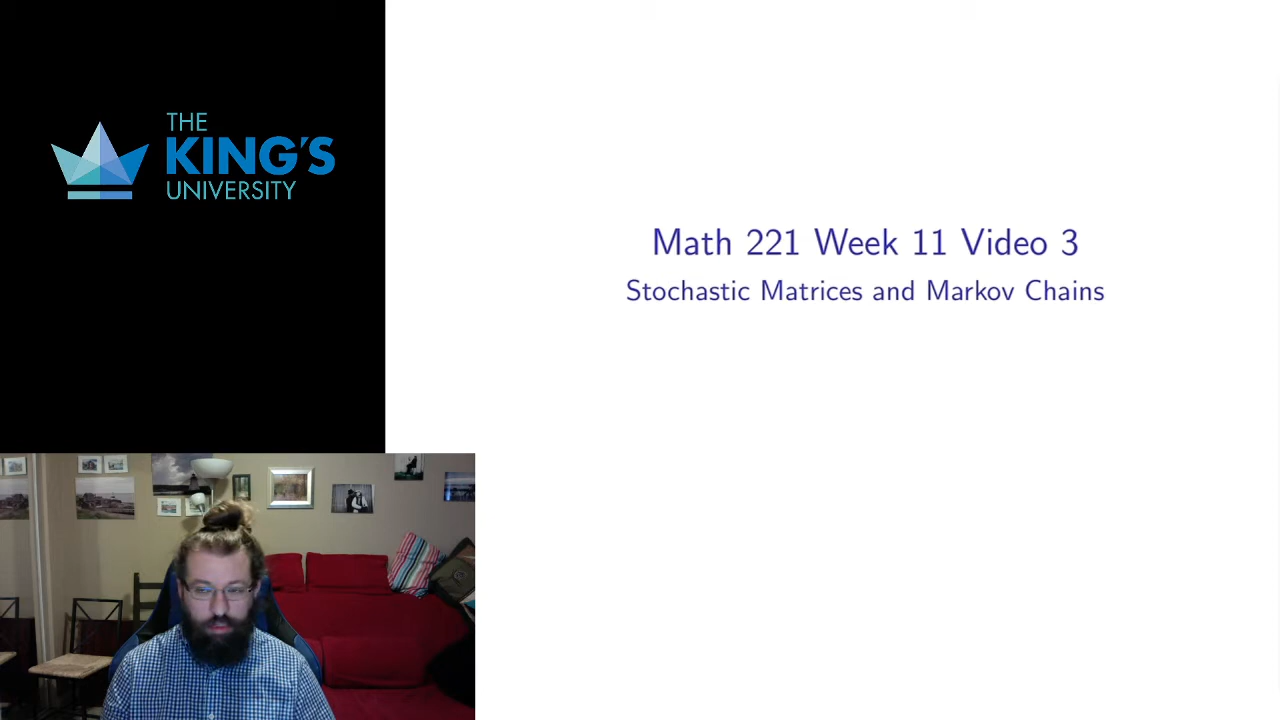 THE
KING'S
UNIVERSITY
Math 221 Week 11 Video 3
Stochastic Matrices and Markov Chains